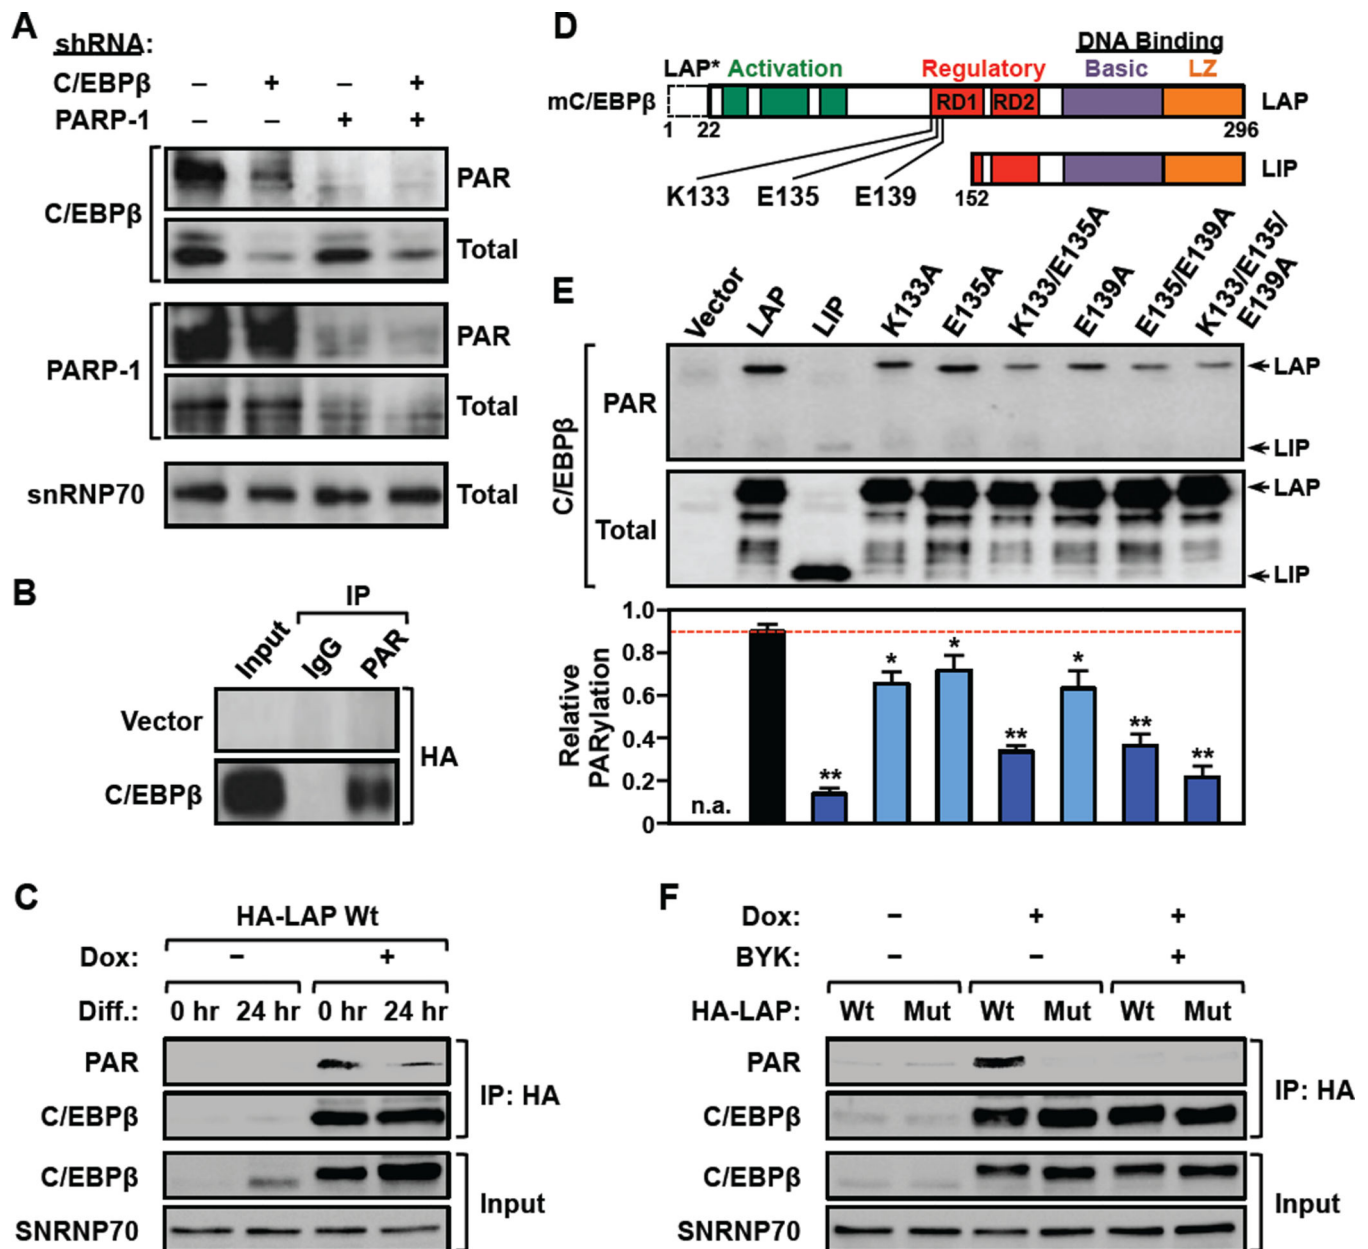 A
shRNA:
C/EBPβ – + – +
PARP-1 – – + +
C/EBPβ
PAR
Total
PARP-1
PAR
Total
snRNP70 Total
B
IP
Input IgG PAR
Vector
C/EBPβ
HA
C
HA-LAP Wt
Dox: – +
Diff.: 0 hr 24 hr 0 hr 24 hr
PAR
C/EBPβ
IP: HA
C/EBPβ
SNRNP70
Input
D
DNA Binding
LAP* Activation Regulatory Basic LZ
mC/EBPβ RD1 RD2 LAP
1 22 296
LIP
K133 E135 E139 152
E
Vector LAP LIP K133A E135A K133/E135A E139A E135/E139A K133/E135/
E139A
C/EBPβ
PAR
LAP
LIP
Total
LAP
LIP
Relative
PARylation
1.0
0.8
0.6
0.4
0.2
0
n.a. ** * * ** * ** **
F
Dox: – + +
BYK: – – +
HA-LAP: Wt Mut Wt Mut Wt Mut
PAR
C/EBPβ
IP: HA
C/EBPβ
SNRNP70
Input